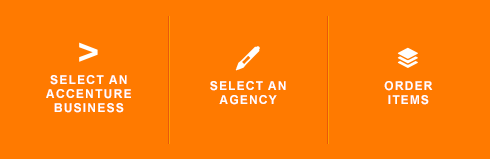 SELECT AN
ACCENTURE
BUSINESS
SELECT AN
AGENCY
ORDER
ITEMS